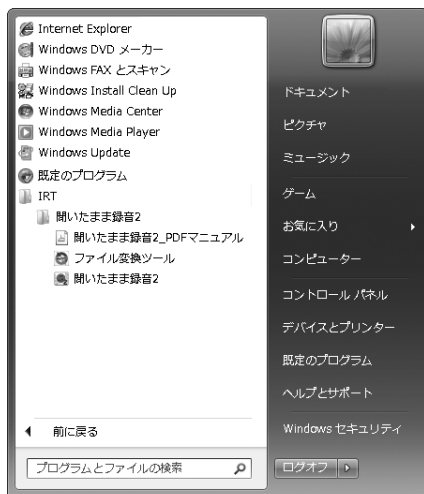 Internet Explorer
Windows DVD メーカー
Windows FAX とスキャン
Windows Install Clean Up
Windows Media Center
Windows Media Player
Windows Update
既定のプログラム
IRT
聞いたまま録音2
聞いたまま録音2_PDFマニュアル
ファイル変換ツール
聞いたまま録音2
前に戻る
プログラムとファイルの検索
ドキュメント
ピクチャ
ミュージック
ゲーム
お気に入り
コンピューター
コントロール パネル
デバイスとプリンター
既定のプログラム
ヘルプとサポート
Windows セキュリティ
ログオフ